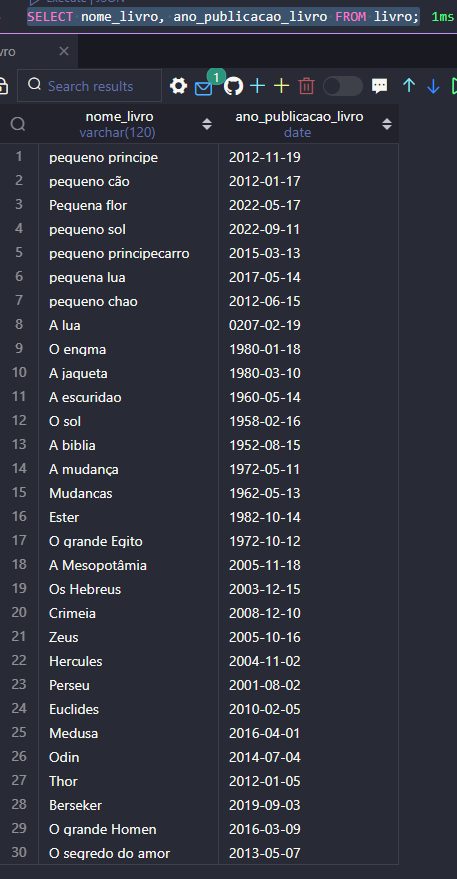 SELECT nome_livro, ano_publicacao_livro FROM livro; 1ms
Search results 1
nome_livro ano_publicacao_livro
varchar(120) date
1 pequeno principe 2012-11-19
2 pequeno cão 2012-01-17
3 Pequena flor 2022-05-17
4 pequeno sol 2022-09-11
5 pequeno principecarro 2015-03-13
6 pequena lua 2017-05-14
7 pequeno chao 2012-06-15
8 A lua 0207-02-19
9 O enqma 1980-01-18
10 A jaqueta 1980-03-10
11 A escuridao 1960-05-14
12 O sol 1958-02-16
13 A biblia 1952-08-15
14 A mudança 1972-05-11
15 Mudancas 1962-05-13
16 Ester 1982-10-14
17 O grande Egito 1972-10-12
18 A Mesopotâmia 2005-11-18
19 Os Hebreus 2003-12-15
20 Crimeia 2008-12-10
21 Zeus 2005-10-16
22 Hercules 2004-11-02
23 Perseu 2001-08-02
24 Euclides 2010-02-05
25 Medusa 2016-04-01
26 Odin 2014-07-04
27 Thor 2012-01-05
28 Berseker 2019-09-03
29 O grande Homen 2016-03-09
30 O segredo do amor 2013-05-07